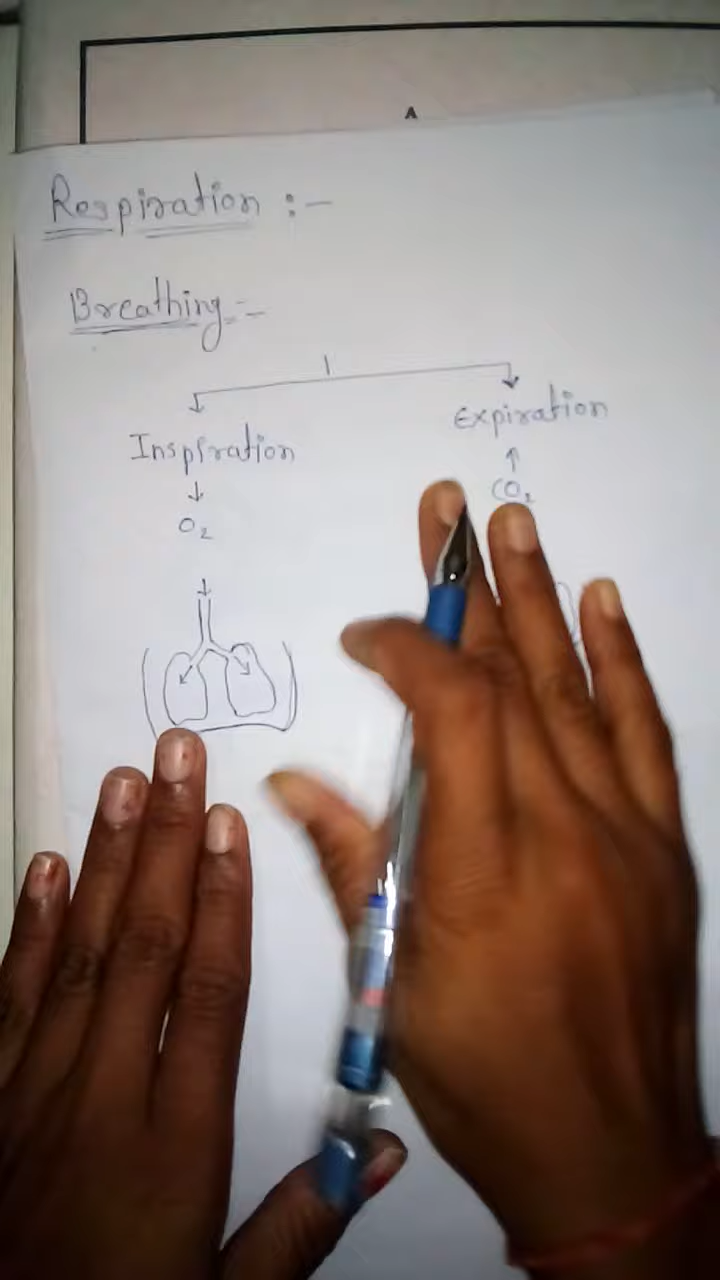 A
Respiration :-
Breathing :-
Inspiration
Expiration
O2
CO2